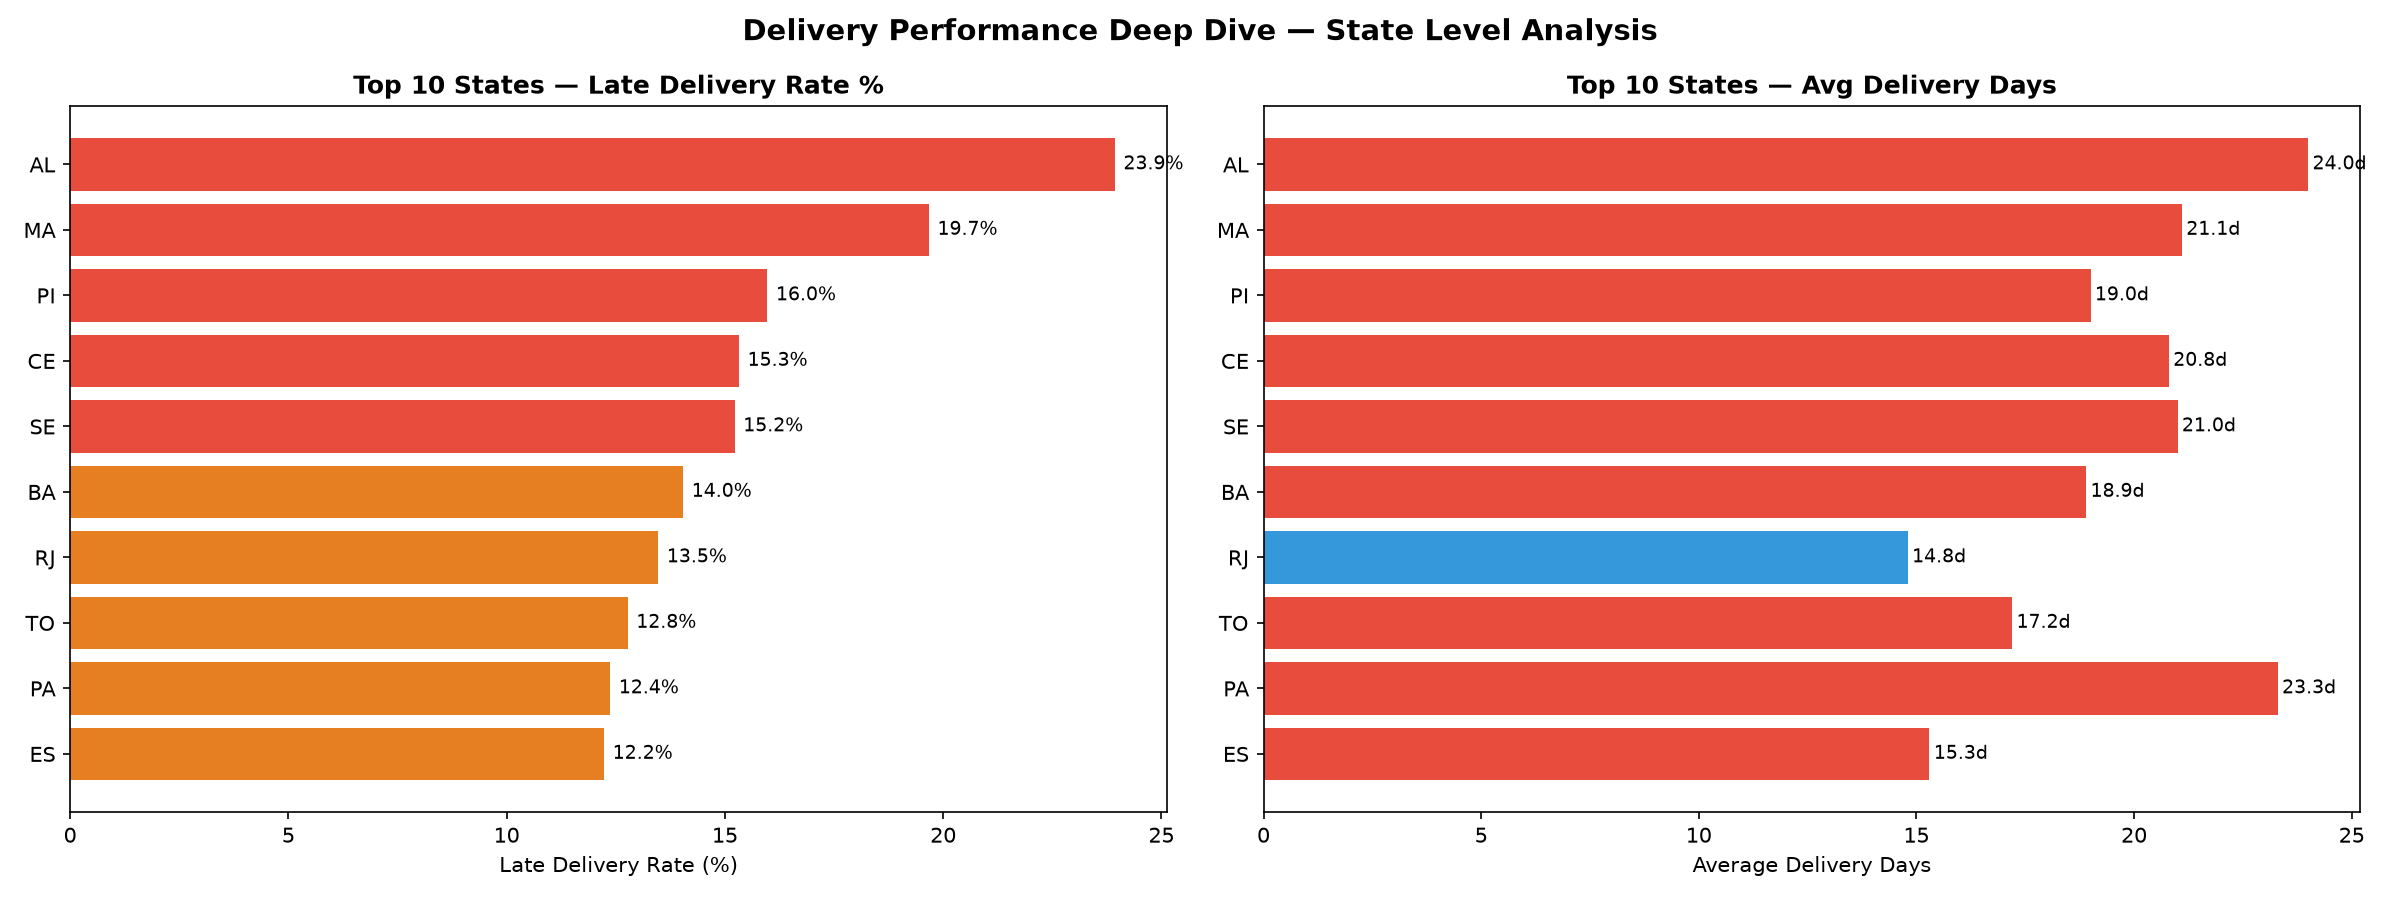 Delivery Performance Deep Dive — State Level Analysis
Top 10 States — Late Delivery Rate %
AL 23.9%
MA 19.7%
PI 16.0%
CE 15.3%
SE 15.2%
BA 14.0%
RJ 13.5%
TO 12.8%
PA 12.4%
ES 12.2%
0 5 10 15 20 25
Late Delivery Rate (%)
Top 10 States — Avg Delivery Days
AL 24.0d
MA 21.1d
PI 19.0d
CE 20.8d
SE 21.0d
BA 18.9d
RJ 14.8d
TO 17.2d
PA 23.3d
ES 15.3d
0 5 10 15 20 25
Average Delivery Days